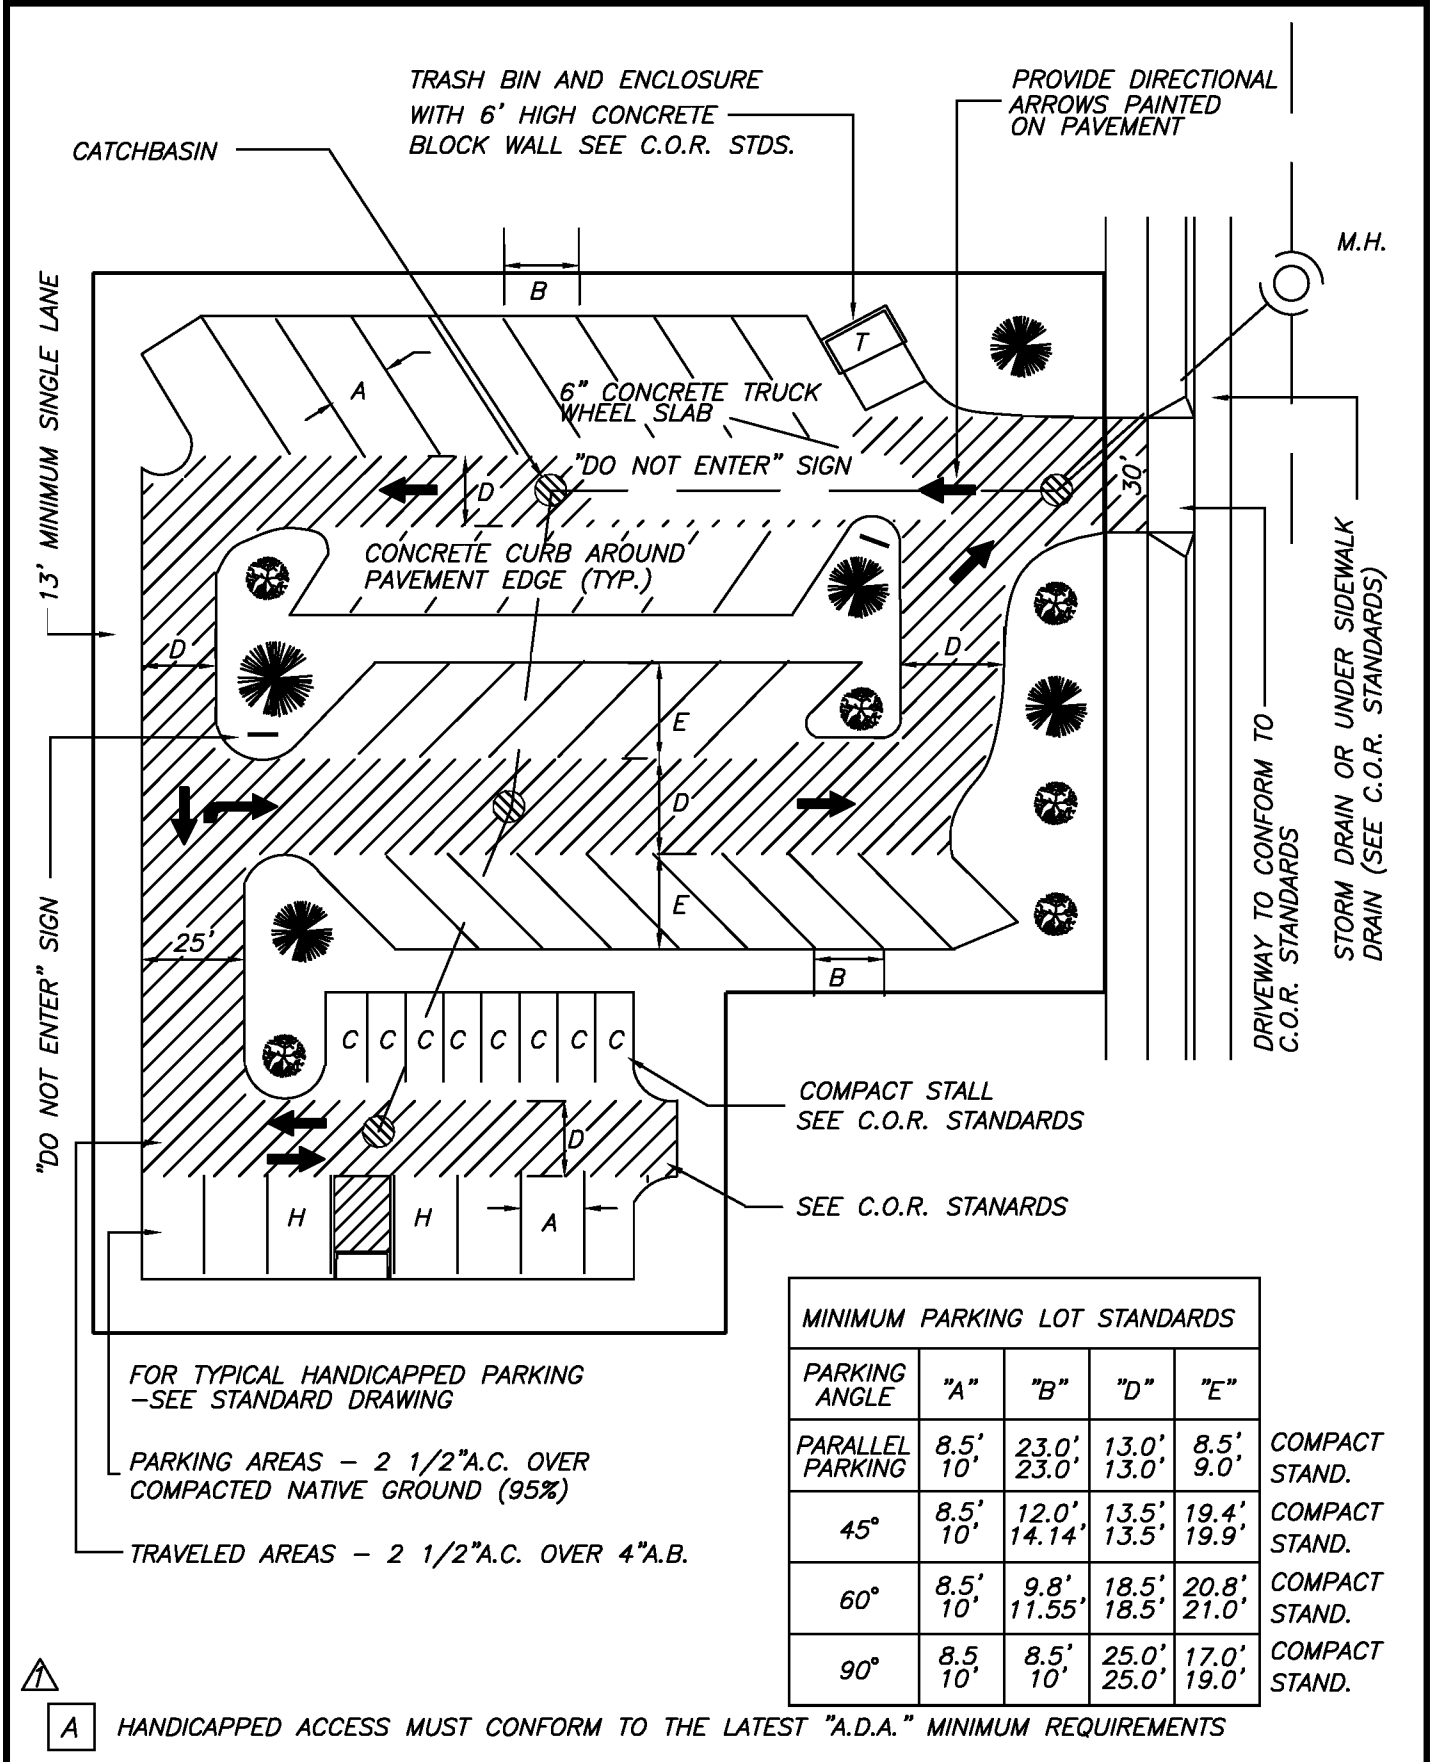 TRASH BIN AND ENCLOSURE
WITH 6' HIGH CONCRETE
BLOCK WALL SEE C.O.R. STDS.
PROVIDE DIRECTIONAL
ARROWS PAINTED
ON PAVEMENT
CATCHBASIN
M.H.
13' MINIMUM SINGLE LANE
B
T
A
6" CONCRETE TRUCK
WHEEL SLAB
"DO NOT ENTER" SIGN
D
30'
CONCRETE CURB AROUND
PAVEMENT EDGE (TYP.)
D
D
E
D
E
25'
B
"DO NOT ENTER" SIGN
STORM DRAIN OR UNDER SIDEWALK
DRAIN (SEE C.O.R. STANDARDS)
DRIVEWAY TO CONFORM TO
C.O.R. STANDARDS
C C C C C C C C
COMPACT STALL
SEE C.O.R. STANDARDS
D
H H A
SEE C.O.R. STANARDS
FOR TYPICAL HANDICAPPED PARKING
-SEE STANDARD DRAWING
PARKING AREAS - 2 1/2"A.C. OVER
COMPACTED NATIVE GROUND (95%)
TRAVELED AREAS - 2 1/2"A.C. OVER 4"A.B.
MINIMUM PARKING LOT STANDARDS
PARKING ANGLE "A" "B" "D" "E"
PARALLEL 8.5' 23.0' 13.0' 8.5' COMPACT
PARKING 10' 23.0' 13.0' 9.0' STAND.
45° 8.5' 12.0' 13.5' 19.4' COMPACT
10' 14.14' 13.5' 19.9' STAND.
60° 8.5' 9.8' 18.5' 20.8' COMPACT
10' 11.55' 18.5' 21.0' STAND.
90° 8.5 8.5' 25.0' 17.0' COMPACT
10' 10' 25.0' 19.0' STAND.
1
A HANDICAPPED ACCESS MUST CONFORM TO THE LATEST "A.D.A." MINIMUM REQUIREMENTS